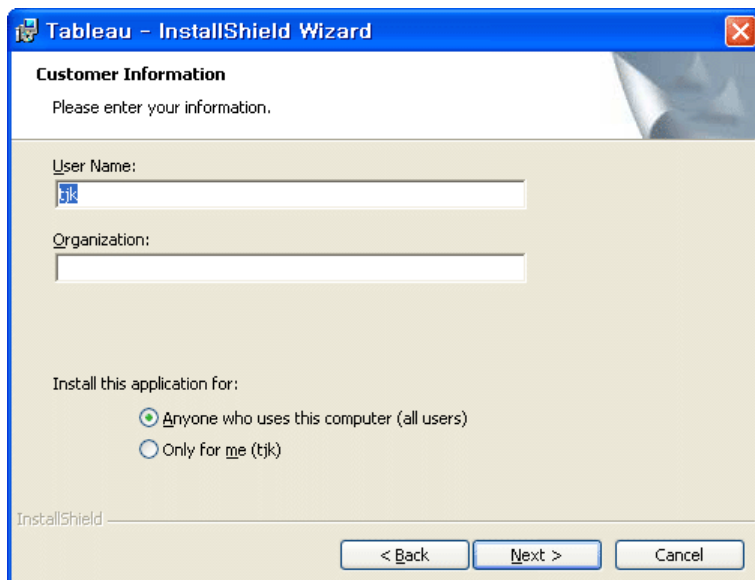 Tableau - InstallShield Wizard
Customer Information
Please enter your information.
User Name:
tjk
Organization:
Install this application for:
Anyone who uses this computer (all users)
Only for me (tjk)
InstallShield
< Back
Next >
Cancel